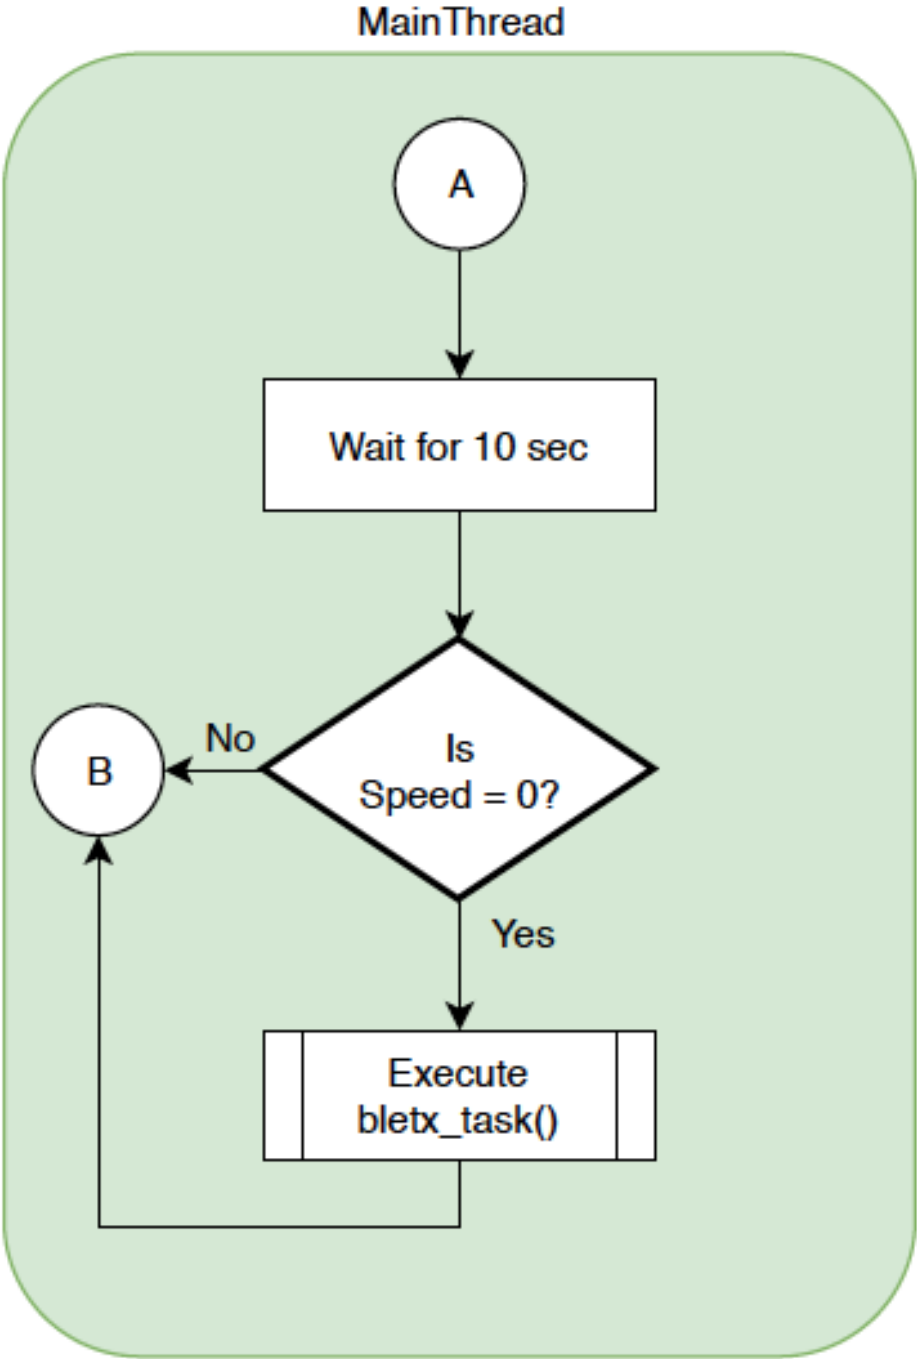 MainThread
A
Wait for 10 sec
Is
Speed = 0?
No
B
Yes
Execute
bletx_task()